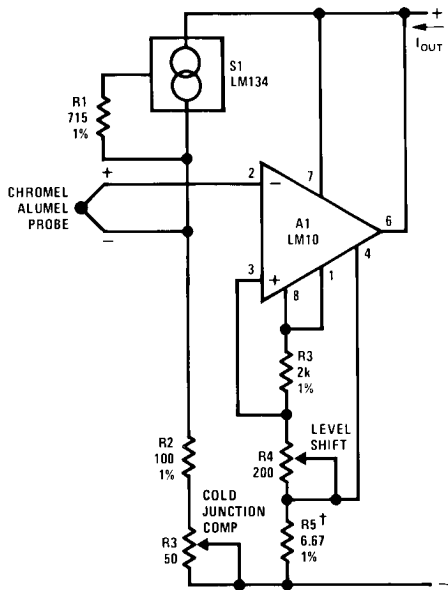 +
−
IOUT
S1
LM134
R1
715
1%
+
CHROMEL
ALUMEL
PROBE
−
2
−
7
A1
LM10
6
4
3
+
8
1
R3
2k
1%
R2
100
1%
R4
200
LEVEL
SHIFT
COLD
JUNCTION
COMP
R3
50
R5†
6.67
1%
−